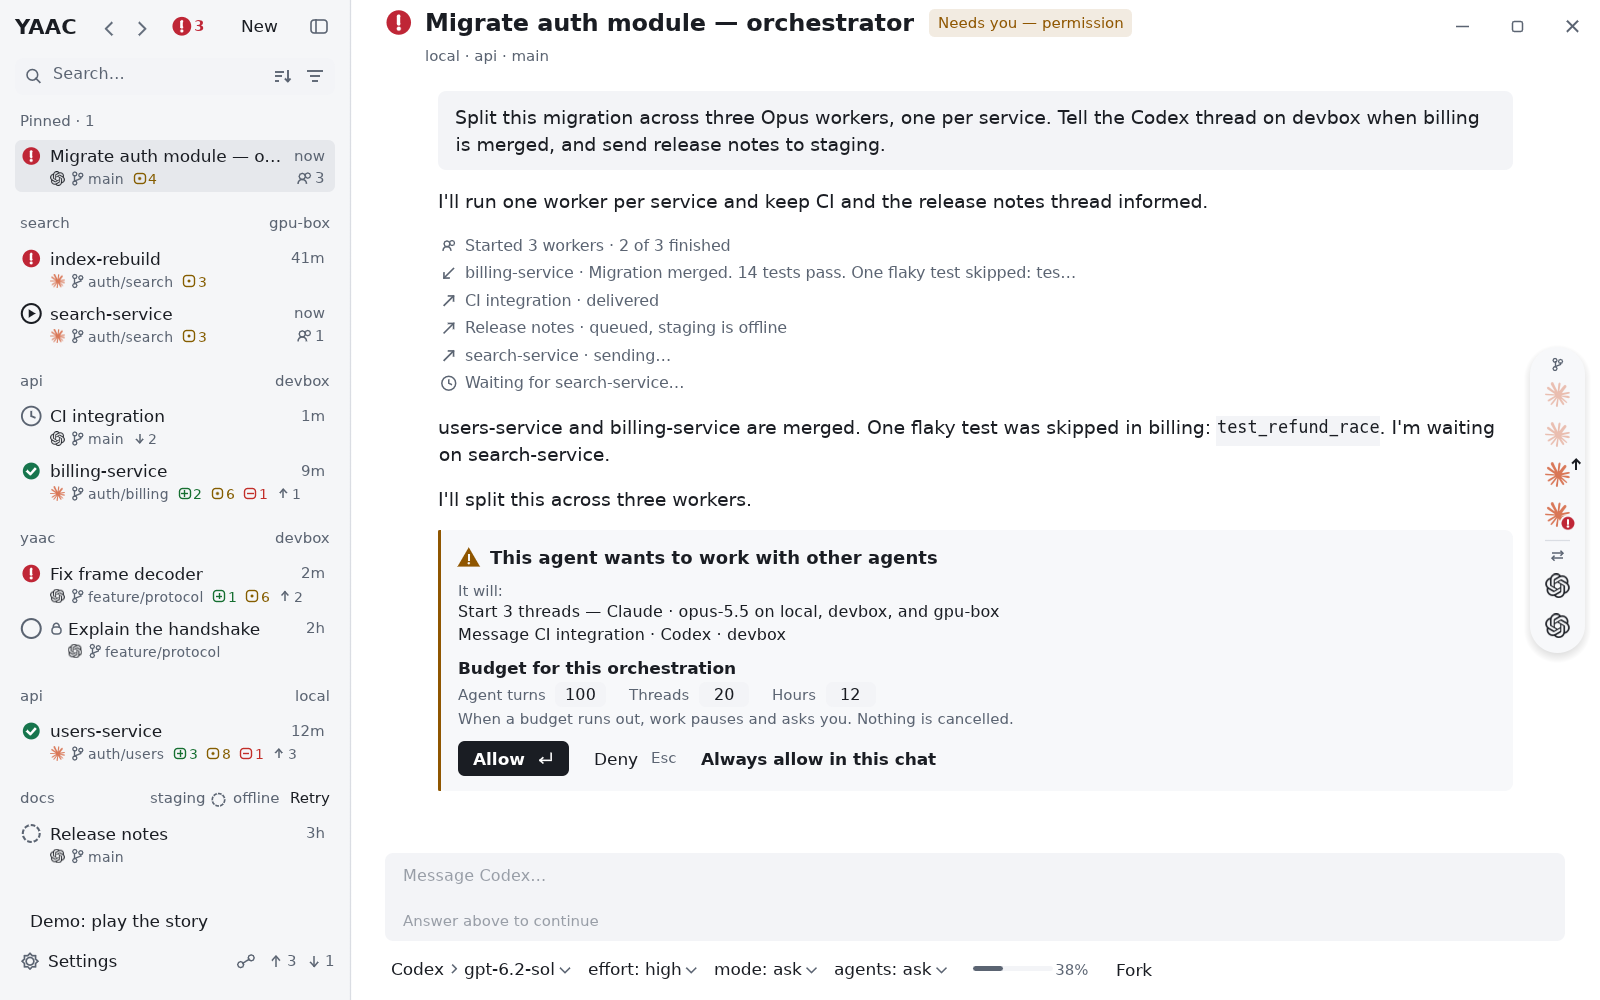 YAAC
3
New
Search...
Pinned · 1
Migrate auth module — o... now
main 4 3
search gpu-box
index-rebuild 41m
auth/search 3
search-service now
auth/search 3 1
api devbox
CI integration 1m
main ↓2
billing-service 9m
auth/billing 2 6 1 ↑1
yaac devbox
Fix frame decoder 2m
feature/protocol 1 6 ↑2
Explain the handshake 2h
feature/protocol
api local
users-service 12m
auth/users 3 8 1 ↑3
docs staging offline Retry
Release notes 3h
main
Demo: play the story
Settings ↑3 ↓1
Migrate auth module — orchestrator Needs you — permission
local · api · main
Split this migration across three Opus workers, one per service. Tell the Codex thread on devbox when billing
is merged, and send release notes to staging.
I'll run one worker per service and keep CI and the release notes thread informed.
Started 3 workers · 2 of 3 finished
↙ billing-service · Migration merged. 14 tests pass. One flaky test skipped: tes...
↗ CI integration · delivered
↗ Release notes · queued, staging is offline
↗ search-service · sending...
Waiting for search-service...
users-service and billing-service are merged. One flaky test was skipped in billing: test_refund_race. I'm waiting
on search-service.
I'll split this across three workers.
This agent wants to work with other agents
It will:
Start 3 threads — Claude · opus-5.5 on local, devbox, and gpu-box
Message CI integration · Codex · devbox
Budget for this orchestration
Agent turns 100 Threads 20 Hours 12
When a budget runs out, work pauses and asks you. Nothing is cancelled.
Allow ↵ Deny Esc Always allow in this chat
Message Codex...
Answer above to continue
Codex > gpt-6.2-sol effort: high mode: ask agents: ask 38% Fork